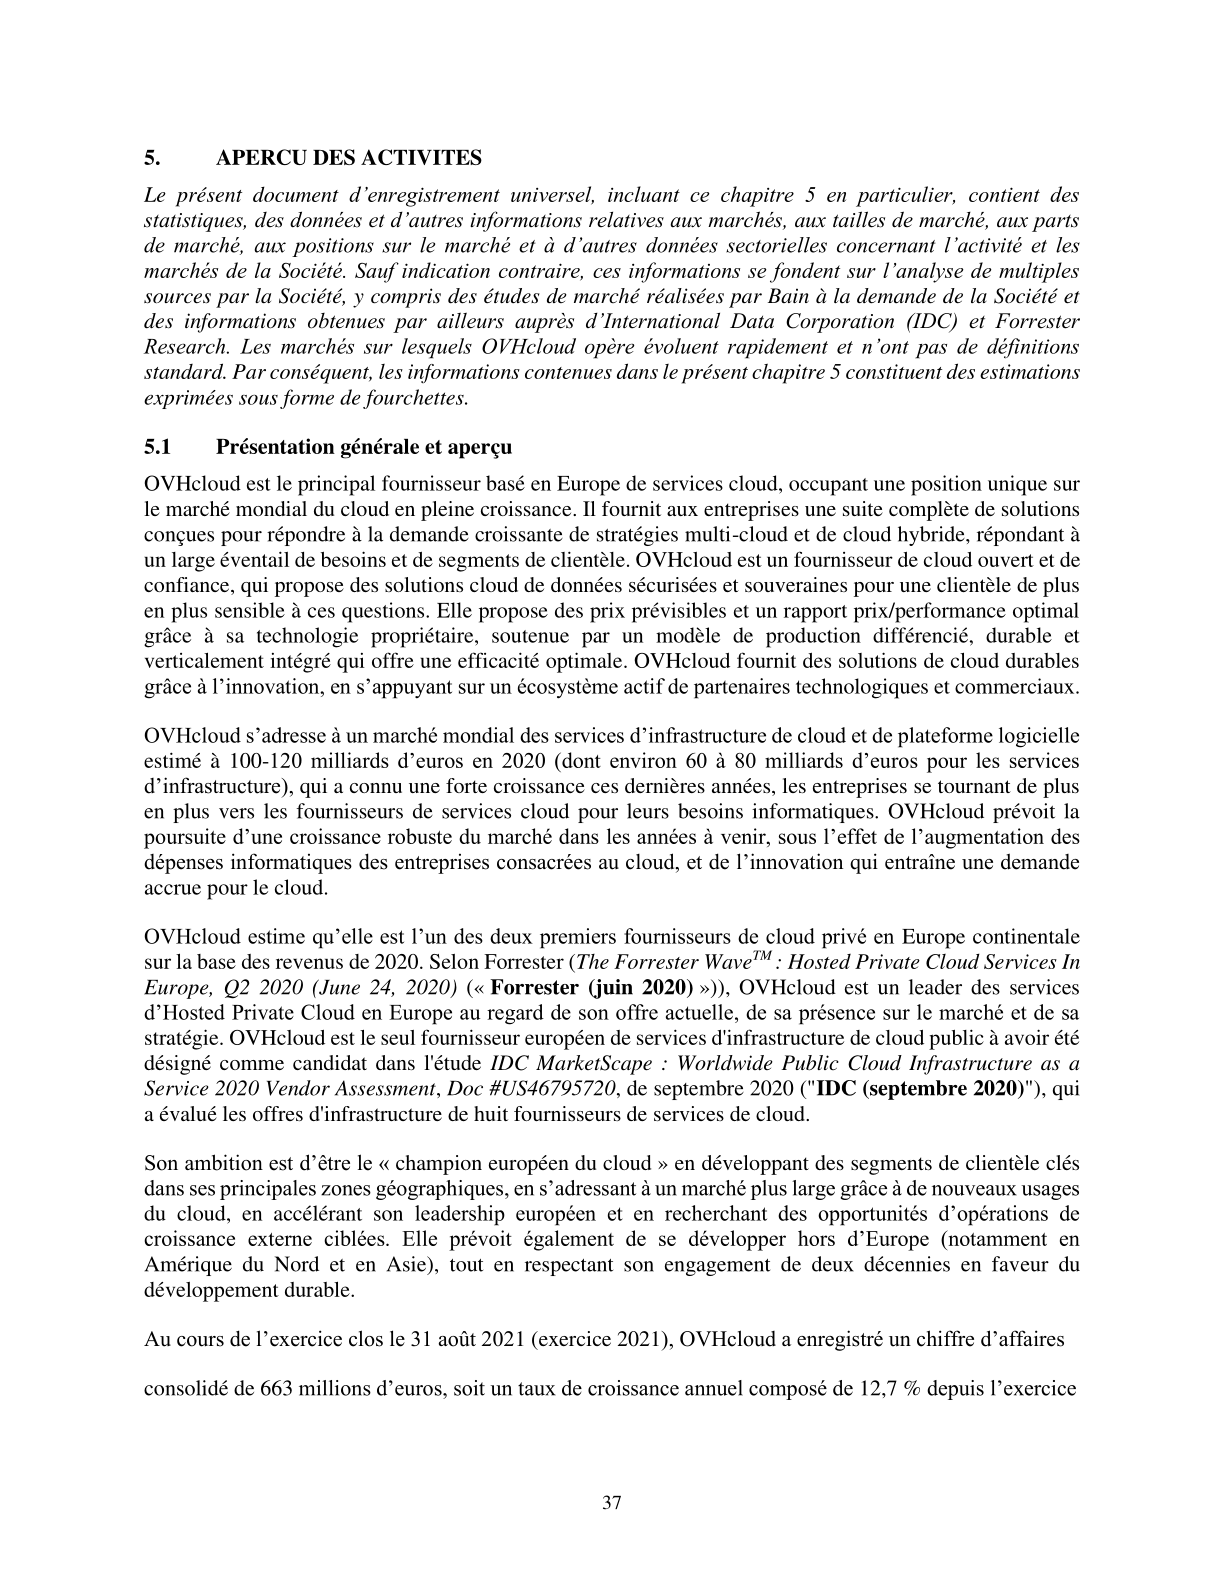 5. APERCU DES ACTIVITES
Le présent document d’enregistrement universel, incluant ce chapitre 5 en particulier, contient des
statistiques, des données et d’autres informations relatives aux marchés, aux tailles de marché, aux parts
de marché, aux positions sur le marché et à d’autres données sectorielles concernant l’activité et les
marchés de la Société. Sauf indication contraire, ces informations se fondent sur l’analyse de multiples
sources par la Société, y compris des études de marché réalisées par Bain à la demande de la Société et
des informations obtenues par ailleurs auprès d’International Data Corporation (IDC) et Forrester
Research. Les marchés sur lesquels OVHcloud opère évoluent rapidement et n’ont pas de définitions
standard. Par conséquent, les informations contenues dans le présent chapitre 5 constituent des estimations
exprimées sous forme de fourchettes.
5.1 Présentation générale et aperçu
OVHcloud est le principal fournisseur basé en Europe de services cloud, occupant une position unique sur
le marché mondial du cloud en pleine croissance. Il fournit aux entreprises une suite complète de solutions
conçues pour répondre à la demande croissante de stratégies multi-cloud et de cloud hybride, répondant à
un large éventail de besoins et de segments de clientèle. OVHcloud est un fournisseur de cloud ouvert et de
confiance, qui propose des solutions cloud de données sécurisées et souveraines pour une clientèle de plus
en plus sensible à ces questions. Elle propose des prix prévisibles et un rapport prix/performance optimal
grâce à sa technologie propriétaire, soutenue par un modèle de production différencié, durable et
verticalement intégré qui offre une efficacité optimale. OVHcloud fournit des solutions de cloud durables
grâce à l’innovation, en s’appuyant sur un écosystème actif de partenaires technologiques et commerciaux.
OVHcloud s’adresse à un marché mondial des services d’infrastructure de cloud et de plateforme logicielle
estimé à 100-120 milliards d’euros en 2020 (dont environ 60 à 80 milliards d’euros pour les services
d’infrastructure), qui a connu une forte croissance ces dernières années, les entreprises se tournant de plus
en plus vers les fournisseurs de services cloud pour leurs besoins informatiques. OVHcloud prévoit la
poursuite d’une croissance robuste du marché dans les années à venir, sous l’effet de l’augmentation des
dépenses informatiques des entreprises consacrées au cloud, et de l’innovation qui entraîne une demande
accrue pour le cloud.
OVHcloud estime qu’elle est l’un des deux premiers fournisseurs de cloud privé en Europe continentale
sur la base des revenus de 2020. Selon Forrester (The Forrester Wave™ : Hosted Private Cloud Services In
Europe, Q2 2020 (June 24, 2020) (« Forrester (juin 2020) »)), OVHcloud est un leader des services
d’Hosted Private Cloud en Europe au regard de son offre actuelle, de sa présence sur le marché et de sa
stratégie. OVHcloud est le seul fournisseur européen de services d'infrastructure de cloud public à avoir été
désigné comme candidat dans l'étude IDC MarketScape : Worldwide Public Cloud Infrastructure as a
Service 2020 Vendor Assessment, Doc #US46795720, de septembre 2020 ("IDC (septembre 2020)"), qui
a évalué les offres d'infrastructure de huit fournisseurs de services de cloud.
Son ambition est d’être le « champion européen du cloud » en développant des segments de clientèle clés
dans ses principales zones géographiques, en s’adressant à un marché plus large grâce à de nouveaux usages
du cloud, en accélérant son leadership européen et en recherchant des opportunités d’opérations de
croissance externe ciblées. Elle prévoit également de se développer hors d’Europe (notamment en
Amérique du Nord et en Asie), tout en respectant son engagement de deux décennies en faveur du
développement durable.
Au cours de l’exercice clos le 31 août 2021 (exercice 2021), OVHcloud a enregistré un chiffre d’affaires
consolidé de 663 millions d’euros, soit un taux de croissance annuel composé de 12,7 % depuis l’exercice
37